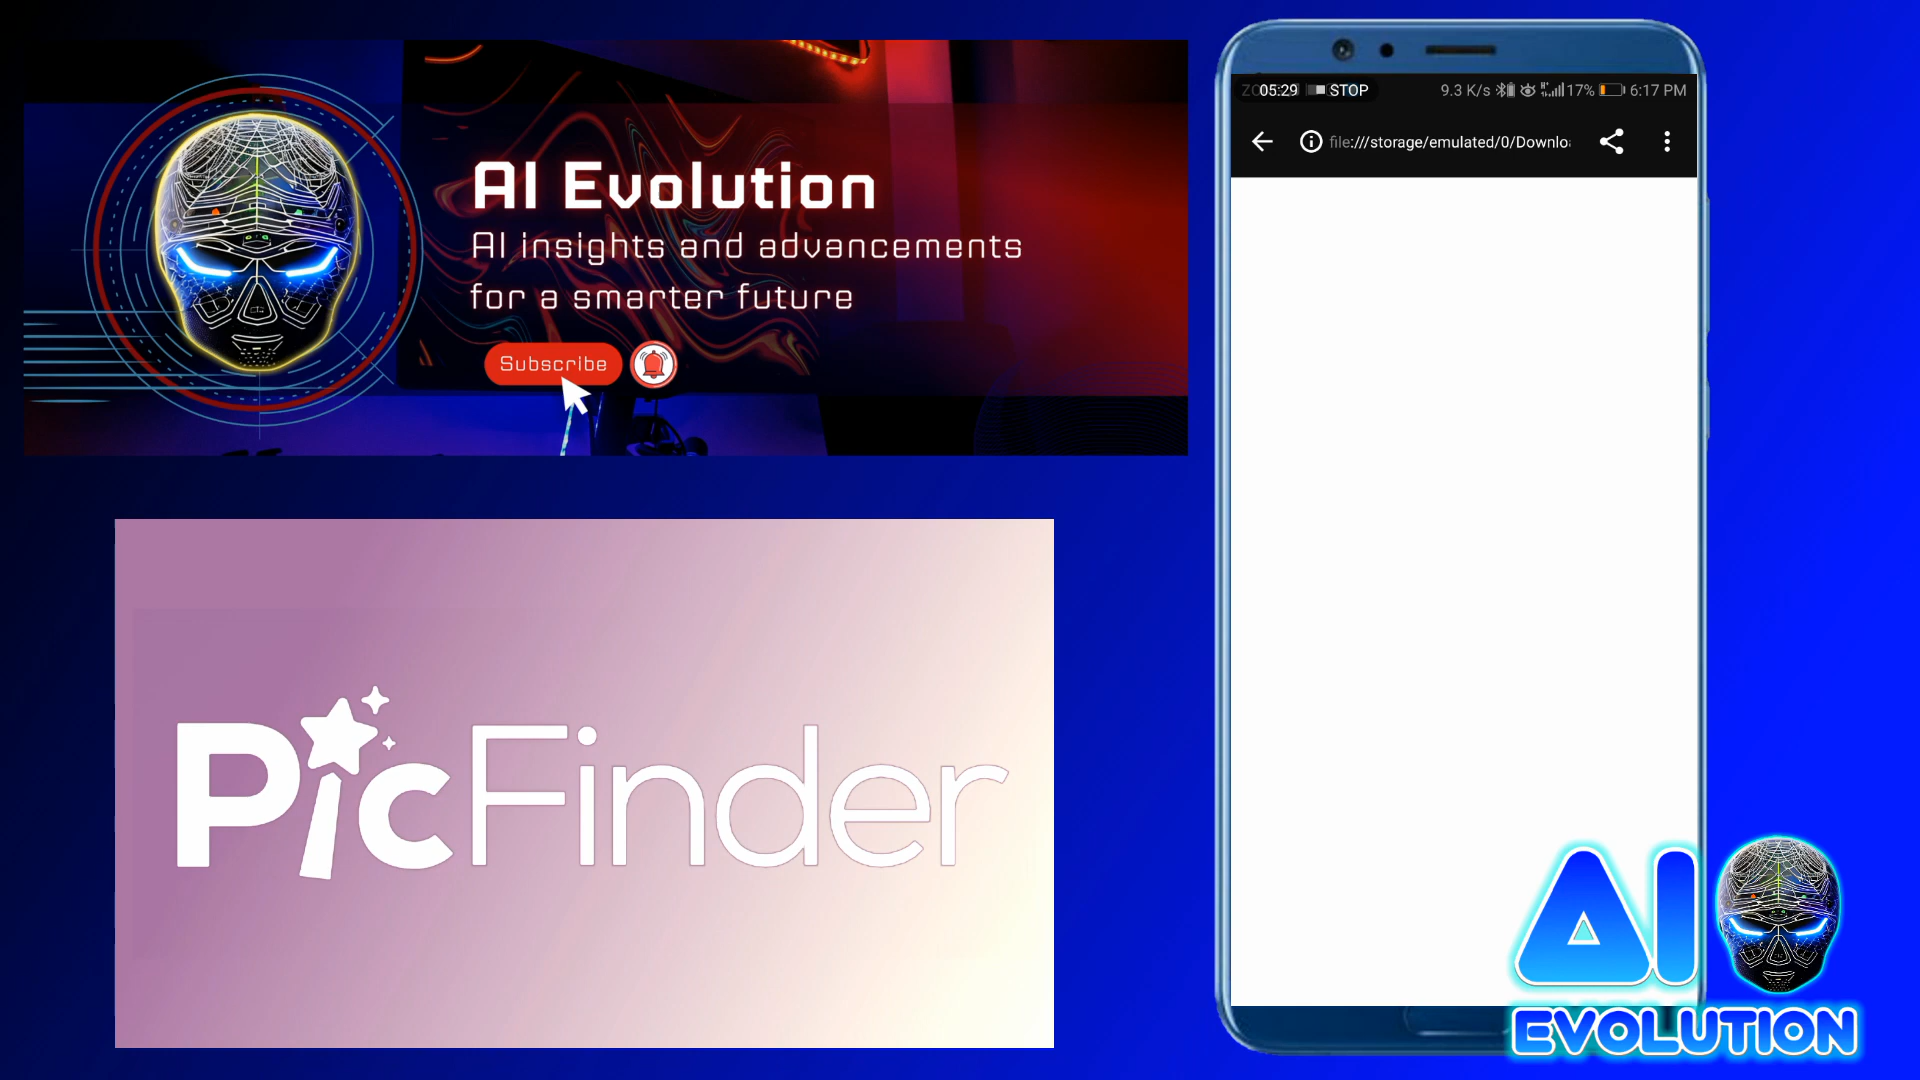 AI Evolution
AI insights and advancements
for a smarter future
Subscribe
PicFinder
05:29 STOP 9.3 K/s 17% 6:17 PM
file:///storage/emulated/0/Downlo
AI
EVOLUTION